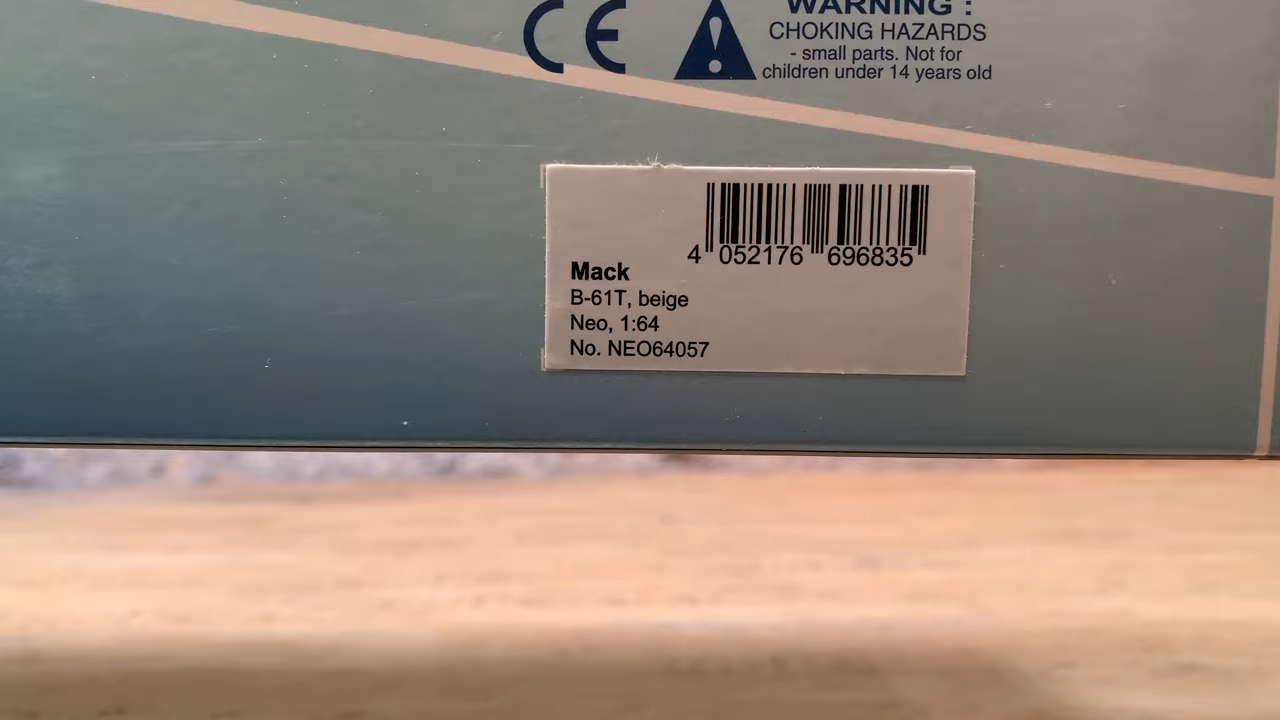 CE
WARNING :
CHOKING HAZARDS
- small parts. Not for
children under 14 years old
4 052176 696835
Mack
B-61T, beige
Neo, 1:64
No. NEO64057